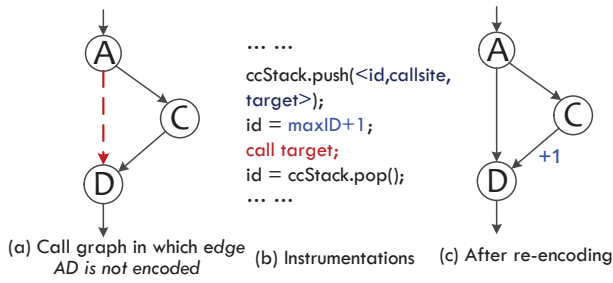 A
C
D
(a) Call graph in which edge
AD is not encoded
... ...
ccStack.push(<id,callsite,
target>);
id = maxID+1;
call target;
id = ccStack.pop();
... ...
(b) Instrumentations
A
C
+1
D
(c) After re-encoding